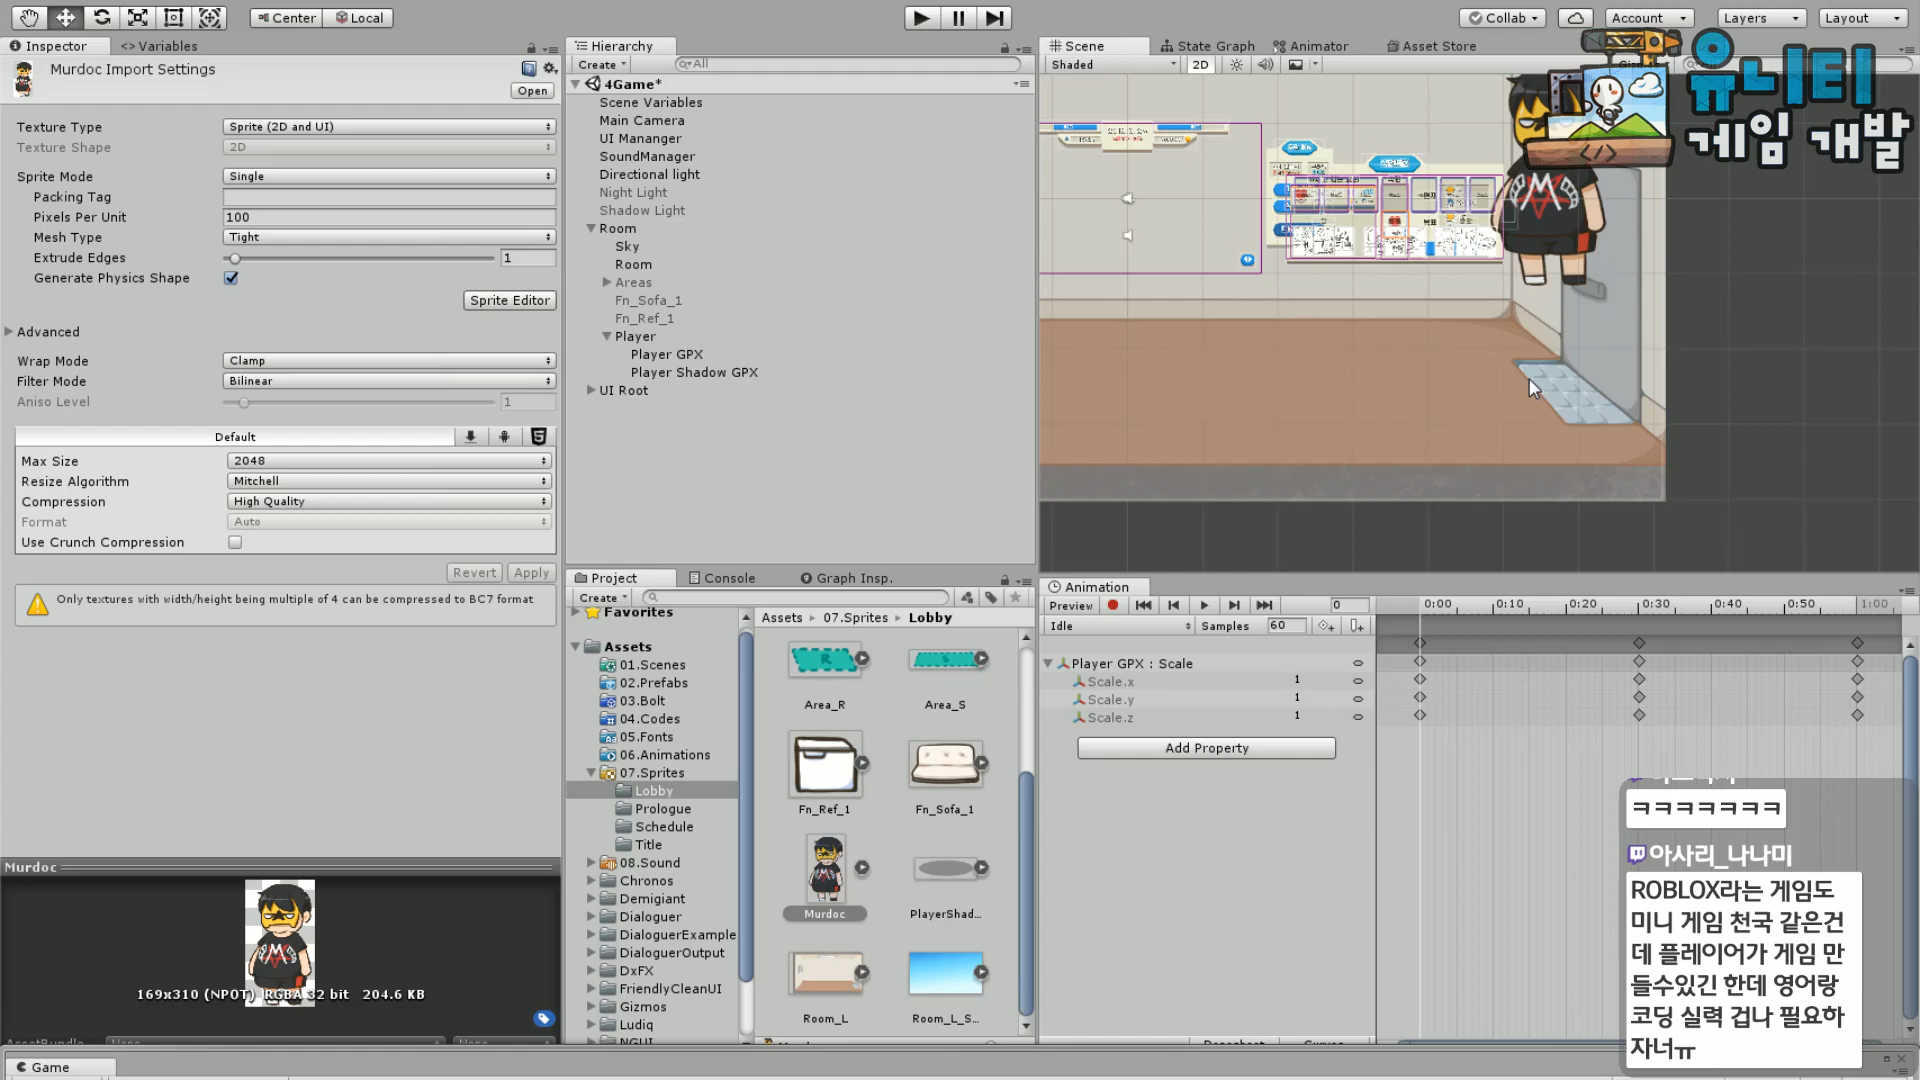 Center
Local
Collab
Account
Layers
Layout
Inspector
<> Variables
Murdoc Import Settings
Open
Texture Type
Sprite (2D and UI)
Texture Shape
2D
Sprite Mode
Single
Packing Tag
Pixels Per Unit
100
Mesh Type
Tight
Extrude Edges
1
Generate Physics Shape
Sprite Editor
Advanced
Wrap Mode
Clamp
Filter Mode
Bilinear
Aniso Level
1
Default
Max Size
2048
Resize Algorithm
Mitchell
Compression
High Quality
Format
Auto
Use Crunch Compression
Revert
Apply
Only textures with width/height being multiple of 4 can be compressed to BC7 format
Murdoc
169x310 (NPOT) RGBA 32 bit 204.6 KB
Game
Hierarchy
Create
All
4Game*
Scene Variables
Main Camera
UI Mananger
SoundManager
Directional light
Night Light
Shadow Light
Room
Sky
Room
Areas
Fn_Sofa_1
Fn_Ref_1
Player
Player GPX
Player Shadow GPX
UI Root
Project
Console
Graph Insp.
Create
Favorites
Assets
01.Scenes
02.Prefabs
03.Bolt
04.Codes
05.Fonts
06.Animations
07.Sprites
Lobby
Prologue
Schedule
Title
08.Sound
Chronos
Demigiant
Dialoguer
DialoguerExample
DialoguerOutput
DxFX
FriendlyCleanUI
Gizmos
Ludiq
NGUI
Assets
07.Sprites
Lobby
Area_R
Area_S
Fn_Ref_1
Fn_Sofa_1
Murdoc
PlayerShad...
Room_L
Room_L_S...
Scene
State Graph
Animator
Asset Store
Shaded
2D
유니티
게임 개발
</>
Animation
Preview
0
0:00
0:10
0:20
0:30
0:40
0:50
1:00
Idle
Samples
60
Player GPX : Scale
Scale.x
1
Scale.y
1
Scale.z
1
Add Property
ㅋㅋㅋㅋㅋㅋㅋ
아사리_나나미
ROBLOX라는 게임도
미니 게임 천국 같은건
데 플레이어가 게임 만
들수있긴 한데 영어랑
코딩 실력 겁나 필요하
자너ㅠ